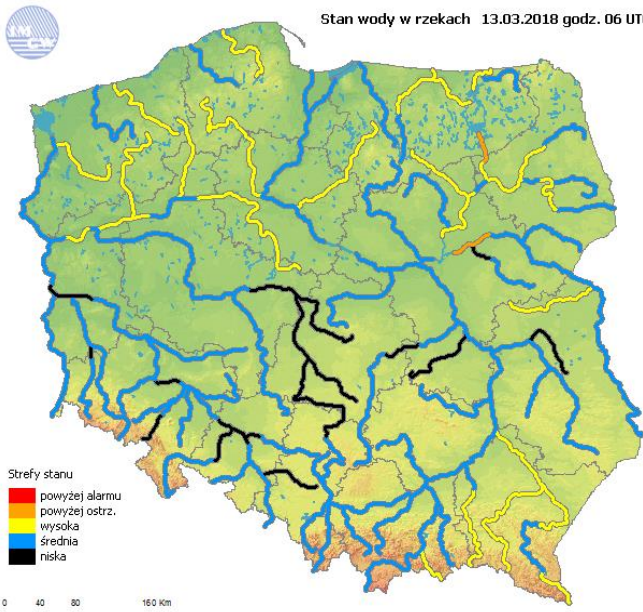 Stan wody w rzekach 13.03.2018 godz. 06 UT
Strefy stanu
powyżej alarmu
powyżej ostrz.
wysoka
średnia
niska
0 40 80 160 Km